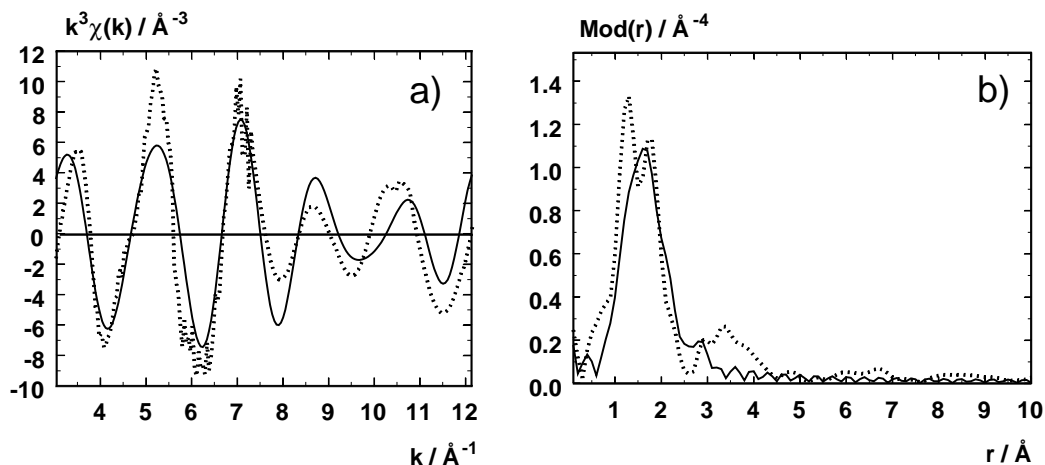 k³χ(k) / Å⁻³
a)
12
10
8
6
4
2
0
-2
-4
-6
-8
-10
4 5 6 7 8 9 10 11 12
k / Å⁻¹
Mod(r) / Å⁻⁴
b)
1.4
1.2
1.0
0.8
0.6
0.4
0.2
0.0
1 2 3 4 5 6 7 8 9 10
r / Å